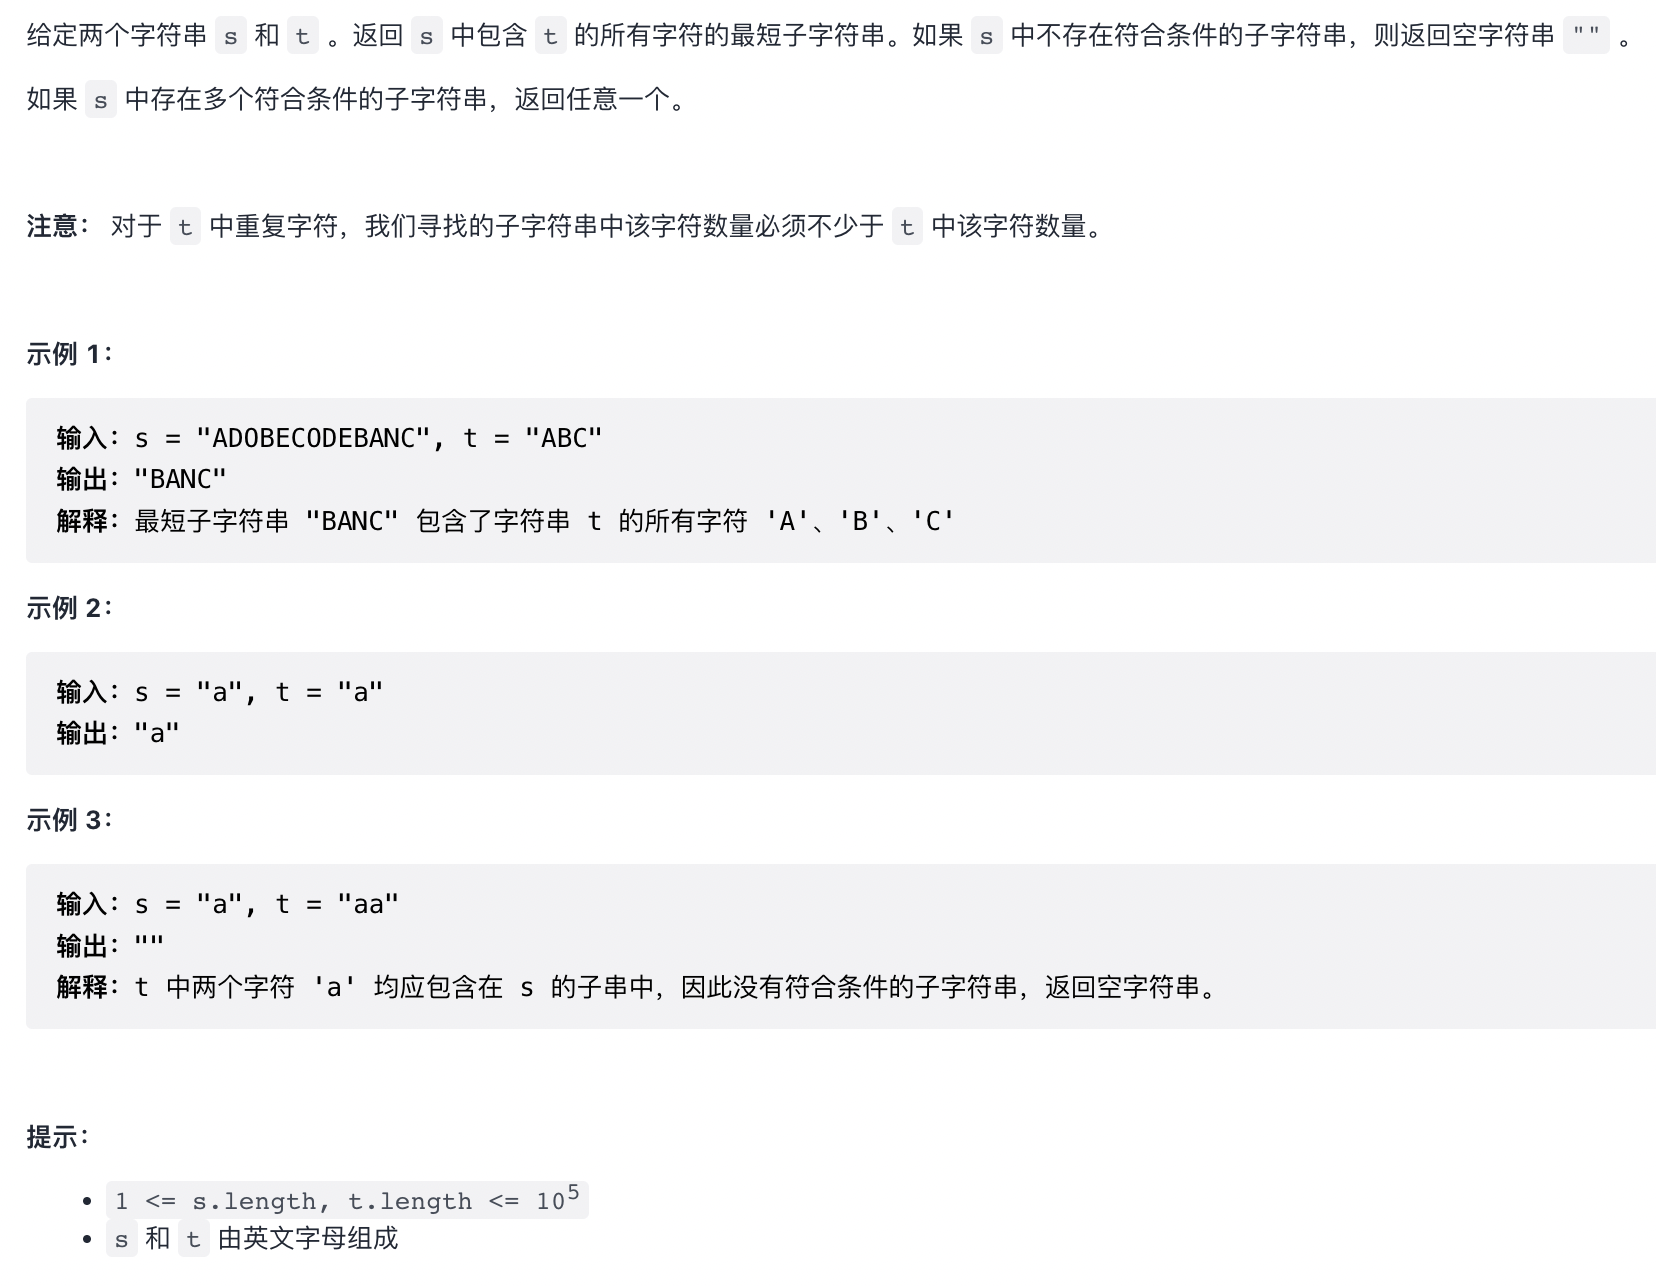 给定两个字符串 s 和 t 。返回 s 中包含 t 的所有字符的最短子字符串。如果 s 中不存在符合条件的子字符串，则返回空字符串 "" 。
如果 s 中存在多个符合条件的子字符串，返回任意一个。
注意： 对于 t 中重复字符，我们寻找的子字符串中该字符数量必须不少于 t 中该字符数量。
示例 1：
输入：s = "ADOBECODEBANC", t = "ABC"
输出："BANC"
解释：最短子字符串 "BANC" 包含了字符串 t 的所有字符 'A'、'B'、'C'
示例 2：
输入：s = "a", t = "a"
输出："a"
示例 3：
输入：s = "a", t = "aa"
输出：""
解释：t 中两个字符 'a' 均应包含在 s 的子串中，因此没有符合条件的子字符串，返回空字符串。
提示：
• 1 <= s.length, t.length <= 10⁵
• s 和 t 由英文字母组成